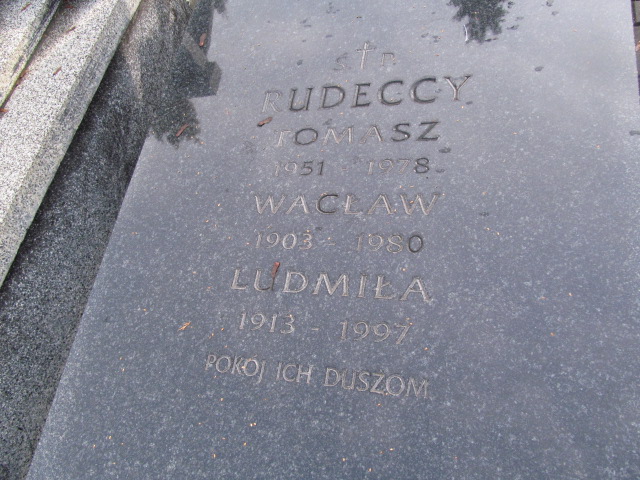 Ś † P.
RUDECCY
TOMASZ
1951 - 1978
WACŁAW
1903 - 1980
LUDMIŁA
1913 - 1997
POKÓJ ICH DUSZOM